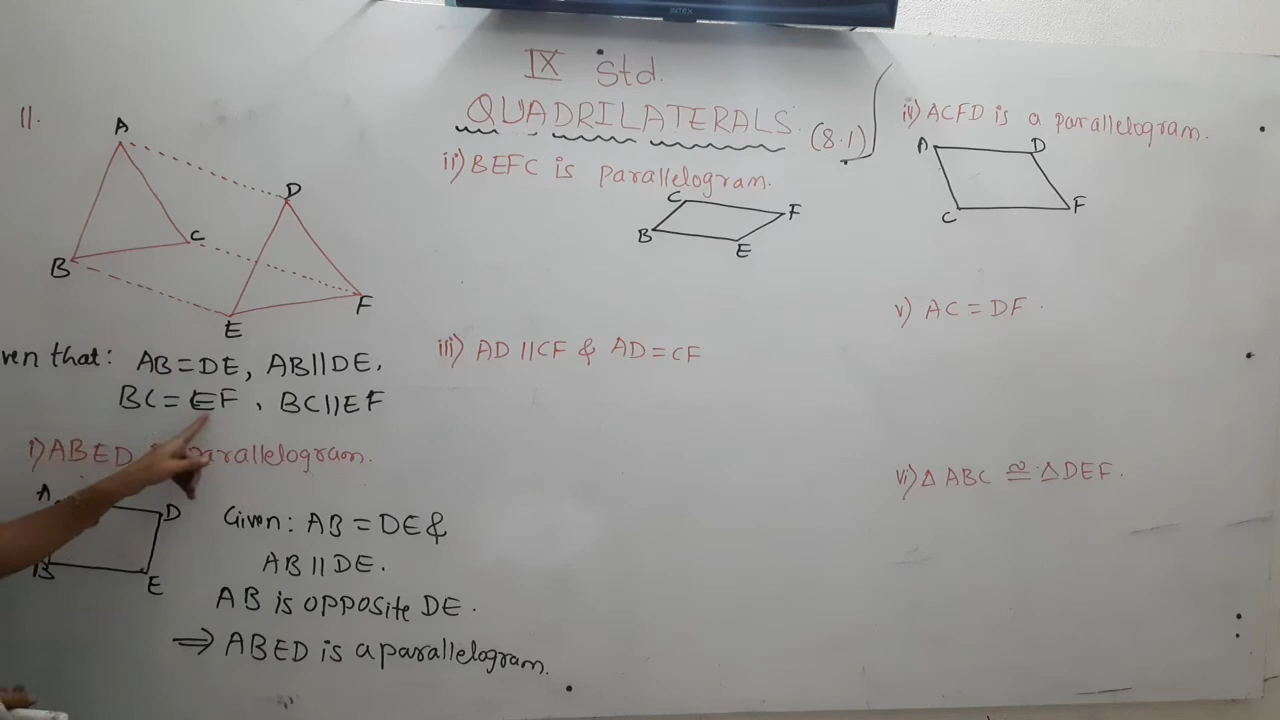 INTEX
IX Std.
QUADRILATERALS. (8.1)
11.
A
D
C
B
F
E
ven that: AB=DE, AB||DE,
BC=EF, BC||EF
i) ABED parallelogram.
A
D
B
E
Given: AB=DE &
AB||DE.
AB is opposite DE.
⇒ ABED is a parallelogram.
ii) BEFC is parallelogram.
C
F
B
E
iii) AD||CF & AD=CF
iv) ACFD is a parallelogram.
A
D
C
F
v) AC=DF.
vi) △ABC ≅ △DEF.